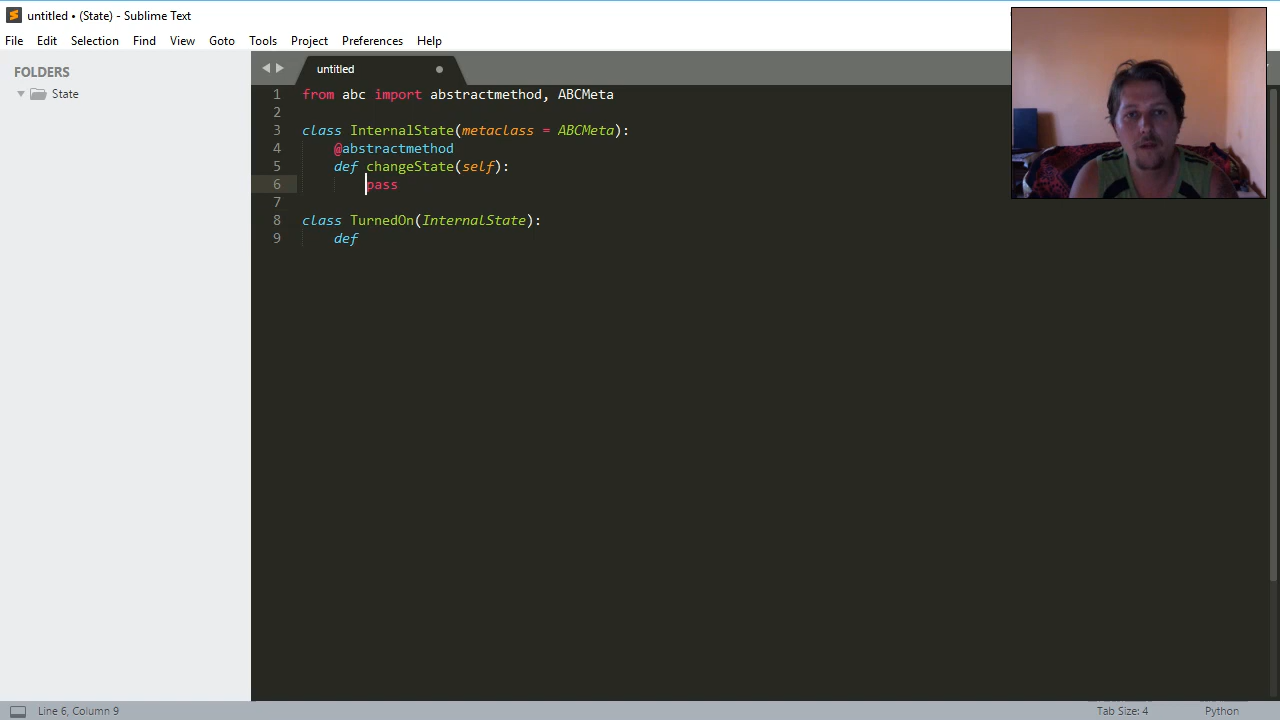 untitled • (State) - Sublime Text
File Edit Selection Find View Goto Tools Project Preferences Help
FOLDERS
State
untitled
1 from abc import abstractmethod, ABCMeta
2
3 class InternalState(metaclass = ABCMeta):
4 @abstractmethod
5 def changeState(self):
6 pass
7
8 class TurnedOn(InternalState):
9 def
Line 6, Column 9 Tab Size: 4 Python